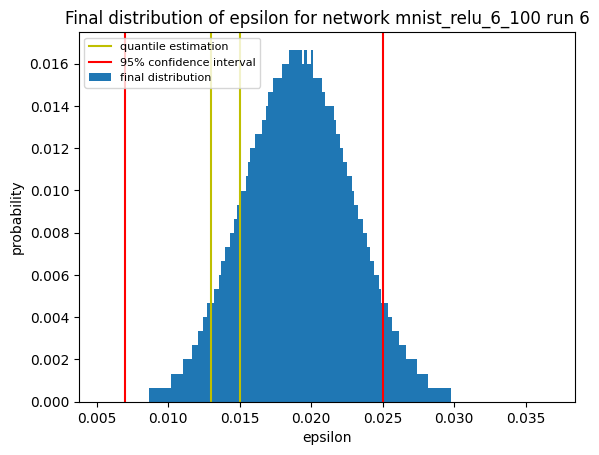 Final distribution of epsilon for network mnist_relu_6_100 run 6
quantile estimation
95% confidence interval
final distribution
probability
0.016
0.014
0.012
0.010
0.008
0.006
0.004
0.002
0.000
0.005 0.010 0.015 0.020 0.025 0.030 0.035
epsilon